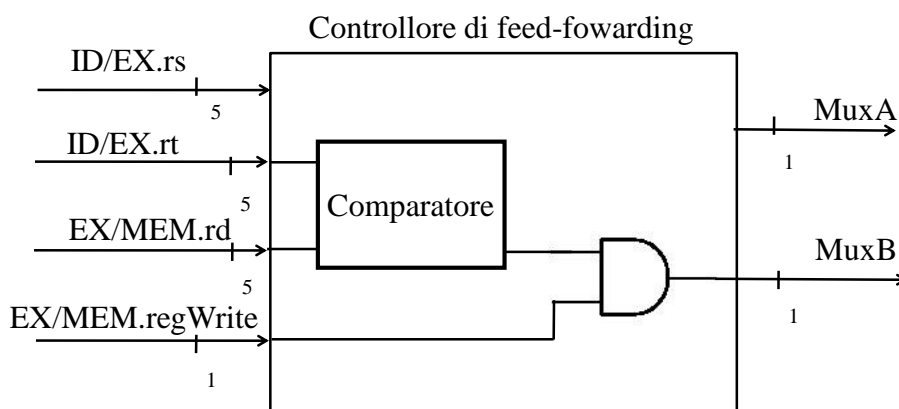 Controllore di feed-fowarding
ID/EX.rs
5
MuxA
1
ID/EX.rt
5
Comparatore
EX/MEM.rd
5
MuxB
1
EX/MEM.regWrite
1